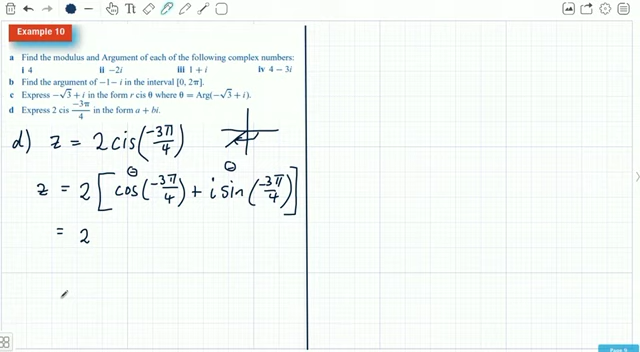 Tt
Example 10
a Find the modulus and Argument of each of the following complex numbers:
i 4 ii −2i iii 1 + i iv 4 − 3i
b Find the argument of −1 − i in the interval [0, 2π].
c Express −√3 + i in the form r cis θ where θ = Arg(−√3 + i).
d Express 2 cis −3π/4 in the form a + bi.
d) z = 2cis(−3π/4)
⊖ ⊖
z = 2[cos(−3π/4) + i sin(−3π/4)]
= 2